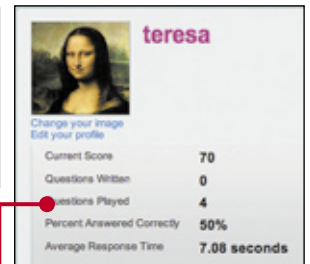 teresa
Change your image
Edit your profile
Current Score 70
Questions Written 0
Questions Played 4
Percent Answered Correctly 50%
Average Response Time 7.08 seconds